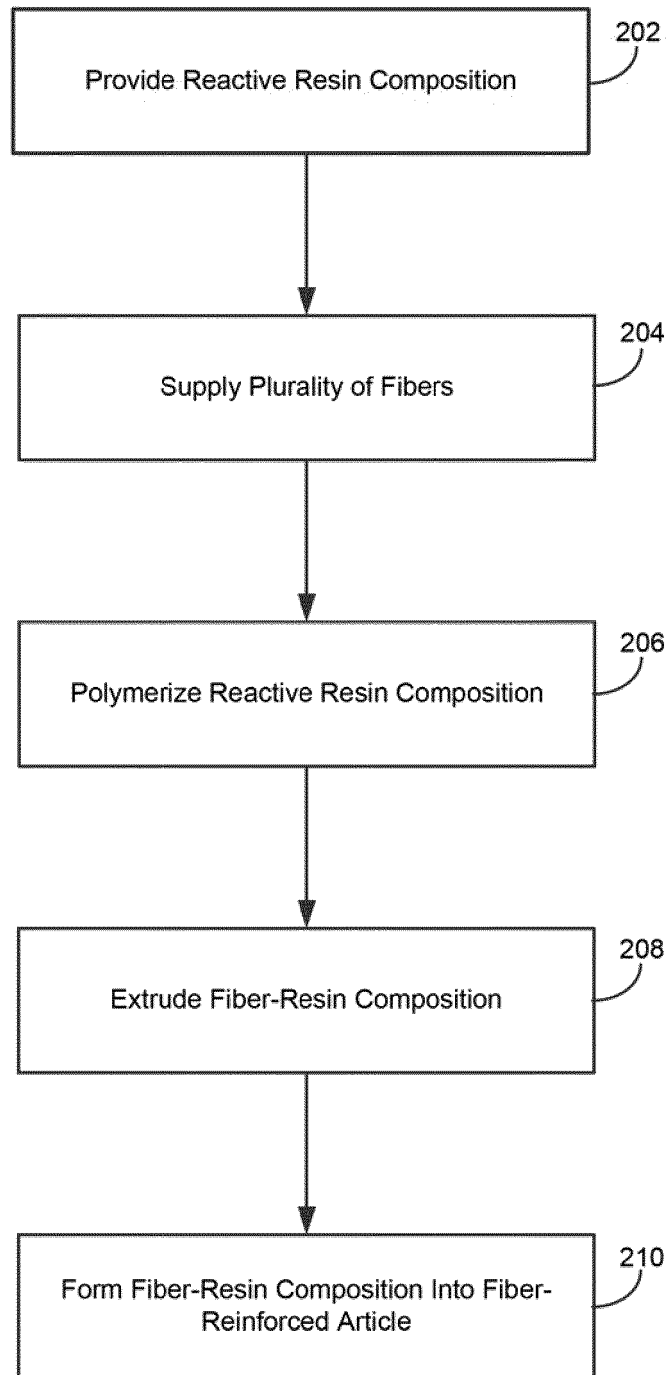 202
Provide Reactive Resin Composition
204
Supply Plurality of Fibers
206
Polymerize Reactive Resin Composition
208
Extrude Fiber-Resin Composition
210
Form Fiber-Resin Composition Into Fiber-
Reinforced Article